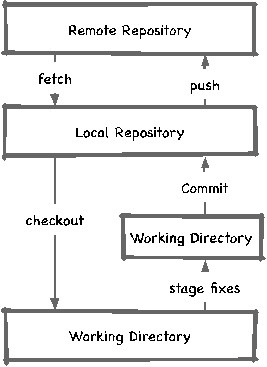 Remote Repository
fetch
push
Local Repository
Commit
checkout
Working Directory
stage fixes
Working Directory